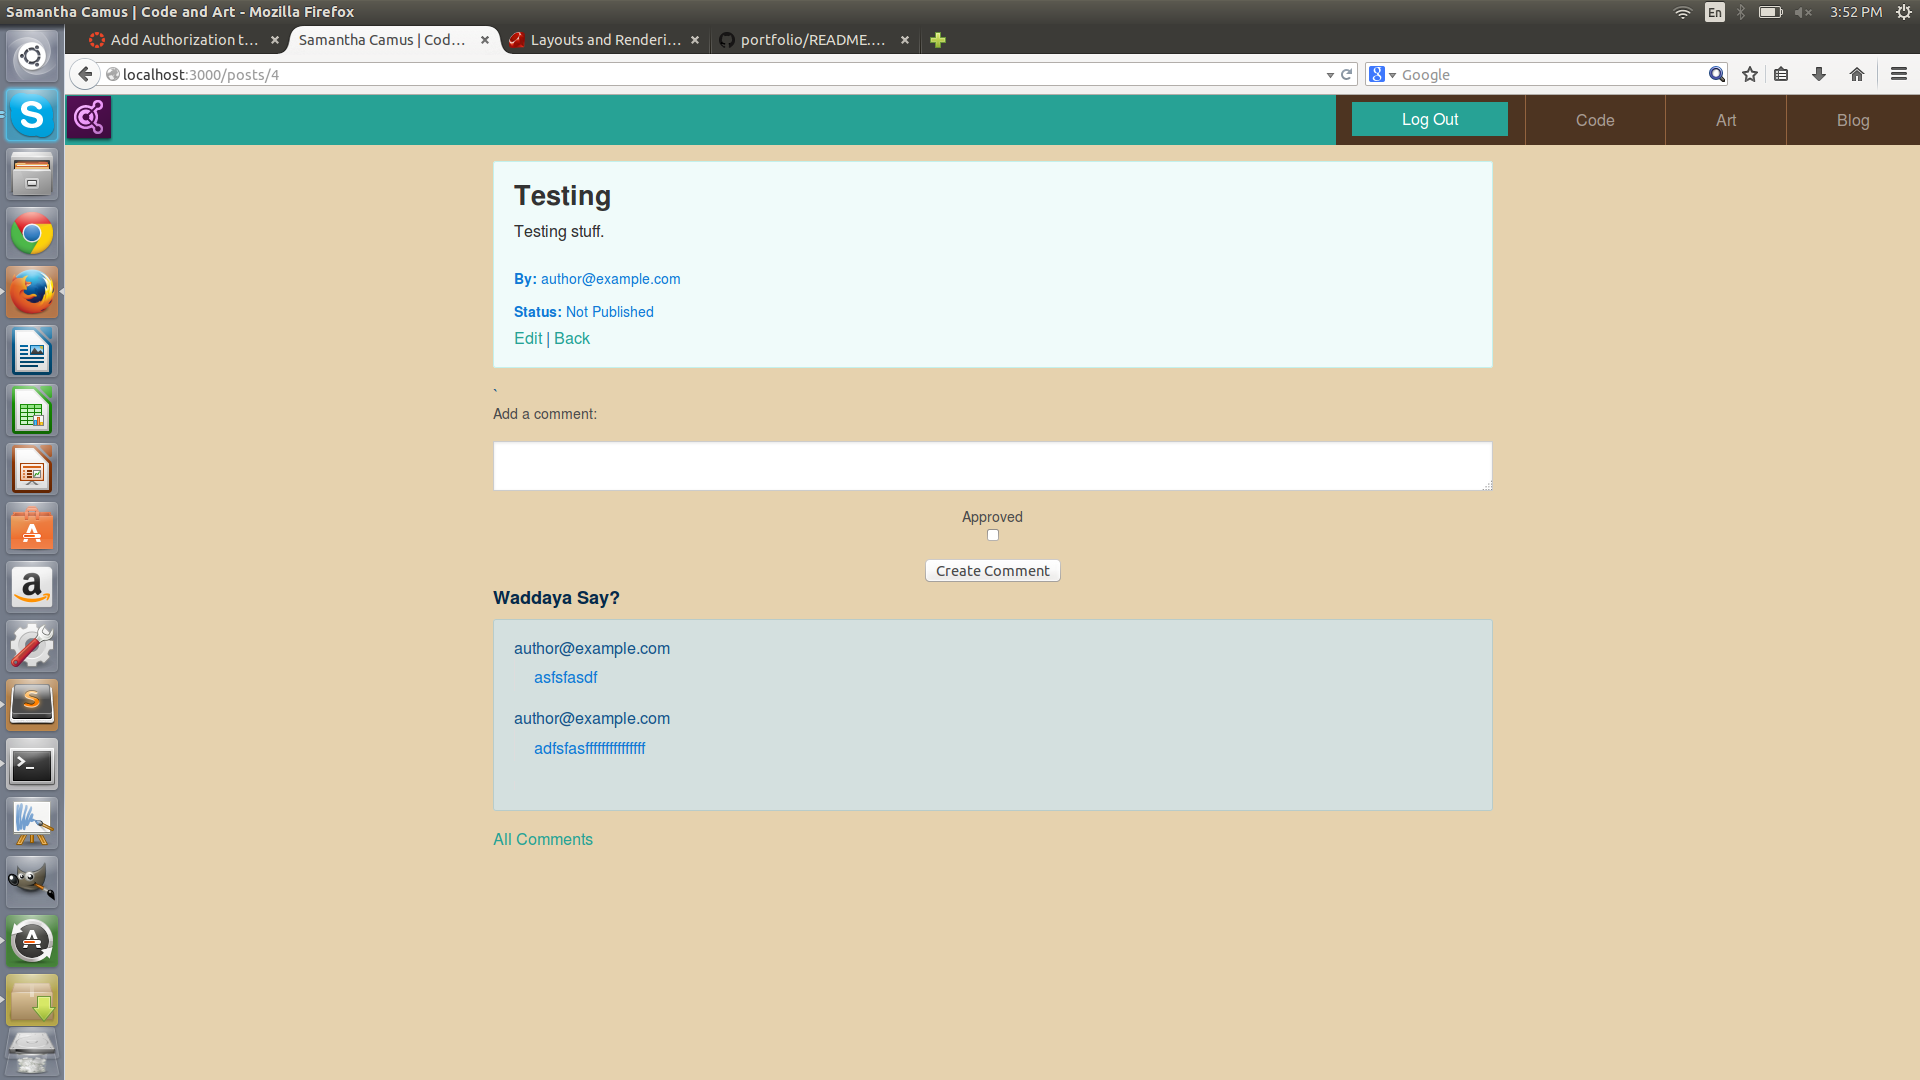 Samantha Camus | Code and Art - Mozilla Firefox
En
3:52 PM
Add Authorization t...
Samantha Camus | Cod...
Layouts and Renderi...
portfolio/README....
localhost:3000/posts/4
Google
Log Out
Code
Art
Blog
Testing
Testing stuff.
By: author@example.com
Status: Not Published
Edit | Back
`
Add a comment:
Approved
Create Comment
Waddaya Say?
author@example.com
asfsfasdf
author@example.com
adfsfasfffffffffffffff
All Comments